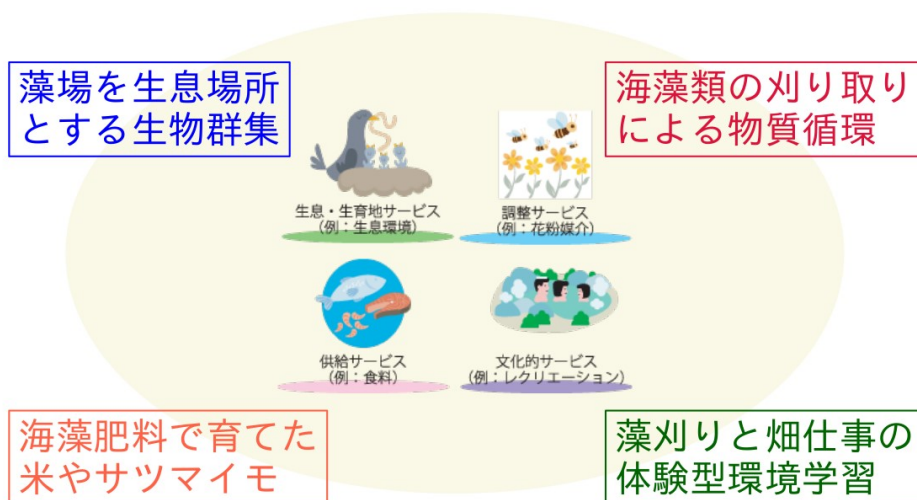 藻場を生息場所
とする生物群集
海藻類の刈り取り
による物質循環
生息・生育地サービス
（例：生息環境）
調整サービス
（例：花粉媒介）
供給サービス
（例：食料）
文化的サービス
（例：レクリエーション）
海藻肥料で育てた
米やサツマイモ
藻刈りと畑仕事の
体験型環境学習